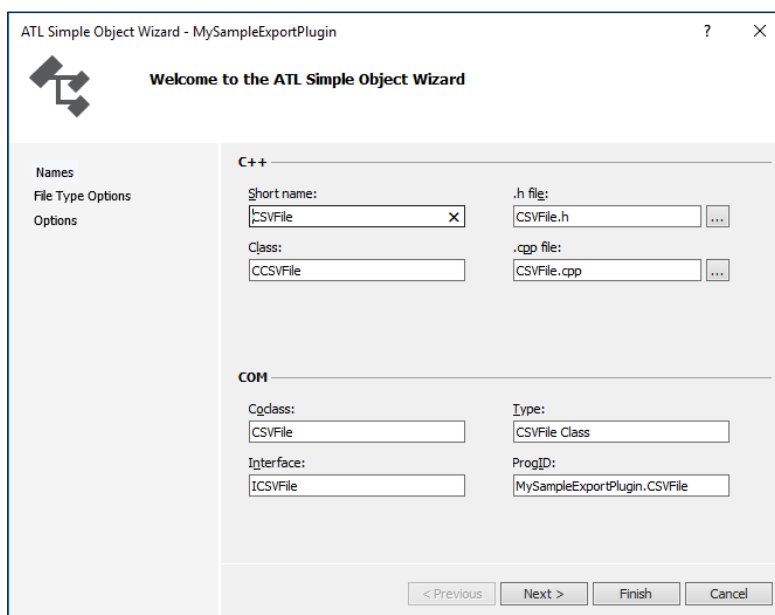 ATL Simple Object Wizard - MySampleExportPlugin ? ✕
Welcome to the ATL Simple Object Wizard
Names
File Type Options
Options
C++
Short name: .h file:
CSVFile ✕ CSVFile.h ...
Class: .cpp file:
CCSVFile CSVFile.cpp ...
COM
Coclass: Type:
CSVFile CSVFile Class
Interface: ProgID:
ICSVFile MySampleExportPlugin.CSVFile
< Previous Next > Finish Cancel